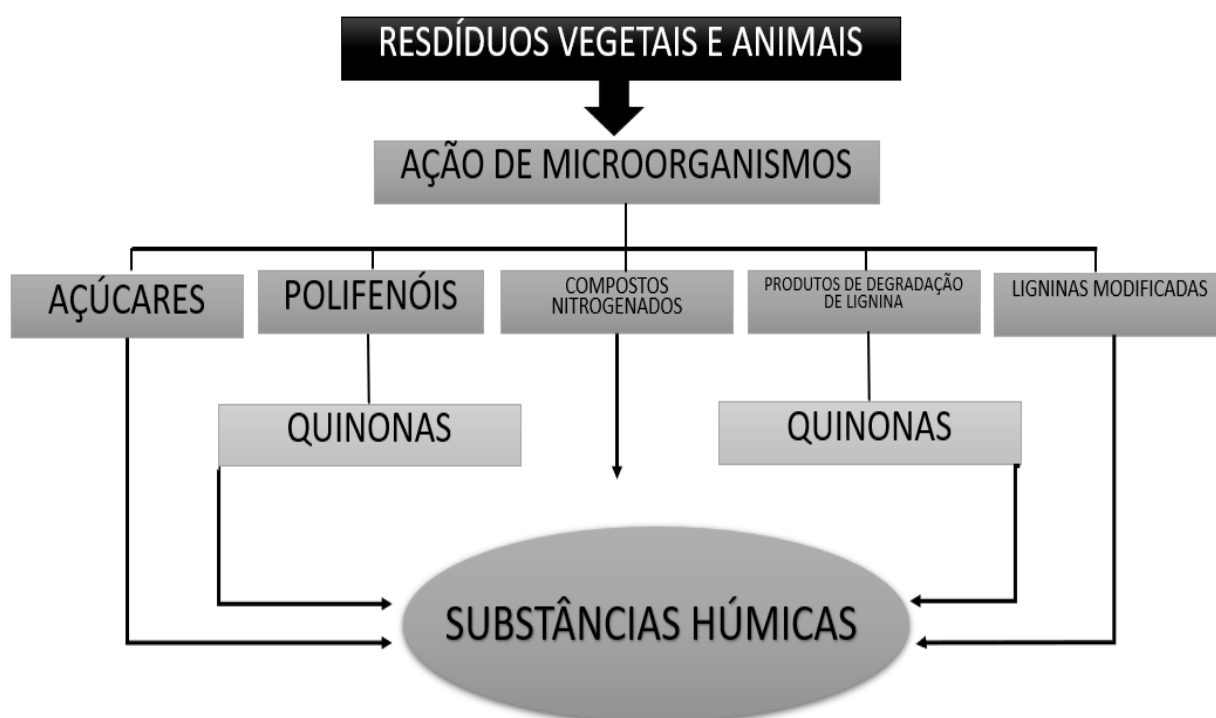 RESDÍDUOS VEGETAIS E ANIMAIS
AÇÃO DE MICROORGANISMOS
AÇÚCARES
POLIFENÓIS
COMPOSTOS
NITROGENADOS
PRODUTOS DE DEGRADAÇÃO
DE LIGNINA
LIGNINAS MODIFICADAS
QUINONAS
QUINONAS
SUBSTÂNCIAS HÚMICAS